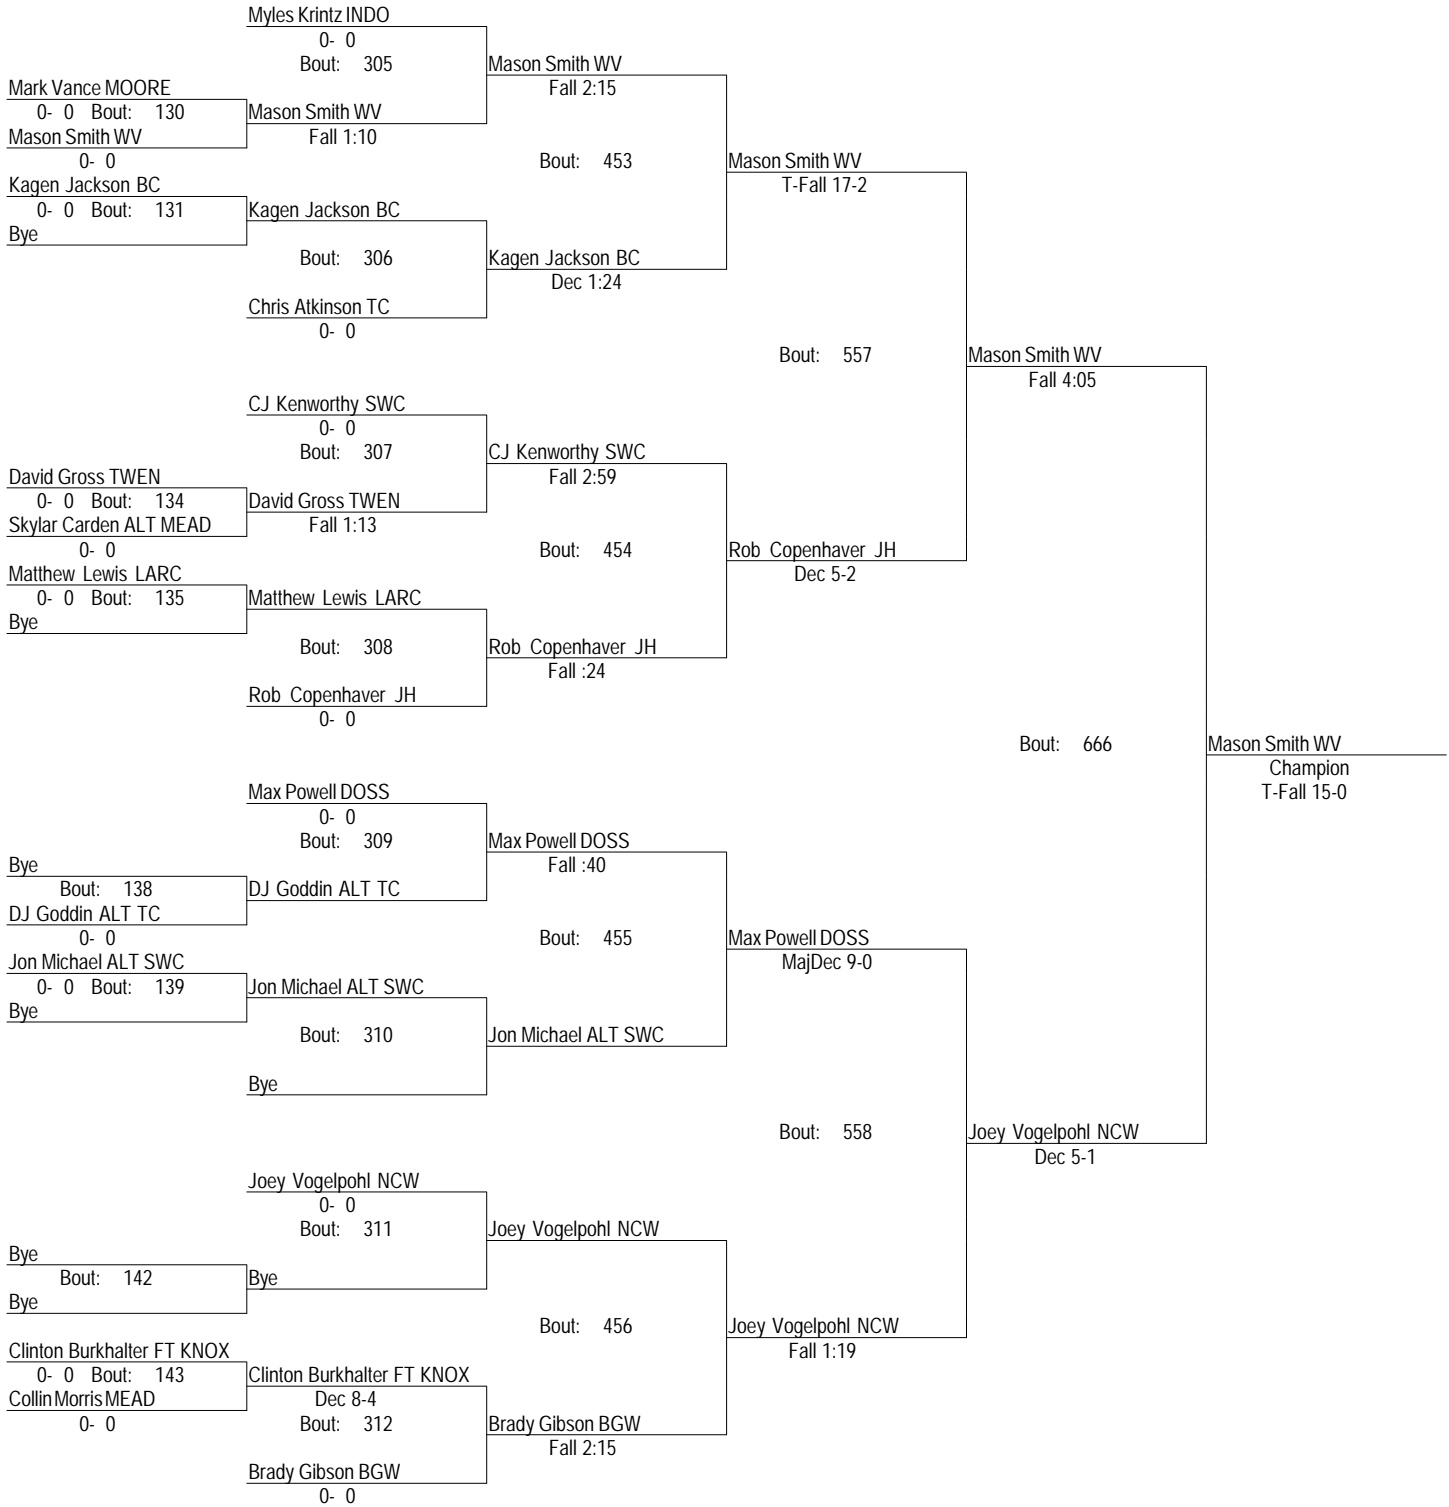 Myles Krintz INDO
0- 0
Bout: 305
Mason Smith WV
Mark Vance MOORE
Fall 2:15
0- 0 Bout: 130
Mason Smith WV
Mason Smith WV
Fall 1:10
0- 0
Bout: 453
Mason Smith WV
Kagen Jackson BC
T-Fall 17-2
0- 0 Bout: 131
Kagen Jackson BC
Bye
Bout: 306
Kagen Jackson BC
Dec 1:24
Chris Atkinson TC
0- 0
Bout: 557
Mason Smith WV
Fall 4:05
CJ Kenworthy SWC
0- 0
Bout: 307
CJ Kenworthy SWC
David Gross TWEN
Fall 2:59
0- 0 Bout: 134
David Gross TWEN
Skylar Carden ALT MEAD
Fall 1:13
0- 0
Bout: 454
Rob Copenhaver JH
Matthew Lewis LARC
Dec 5-2
0- 0 Bout: 135
Matthew Lewis LARC
Bye
Bout: 308
Rob Copenhaver JH
Fall :24
Rob Copenhaver JH
0- 0
Bout: 666
Mason Smith WV
Champion
T-Fall 15-0
Max Powell DOSS
0- 0
Bout: 309
Max Powell DOSS
Bye
Fall :40
Bout: 138
DJ Goddin ALT TC
DJ Goddin ALT TC
0- 0
Bout: 455
Max Powell DOSS
Jon Michael ALT SWC
MajDec 9-0
0- 0 Bout: 139
Jon Michael ALT SWC
Bye
Bout: 310
Jon Michael ALT SWC
Bye
Bout: 558
Joey Vogelpohl NCW
Dec 5-1
Joey Vogelpohl NCW
0- 0
Bout: 311
Joey Vogelpohl NCW
Bye
Bout: 142
Bye
Bye
Bout: 456
Joey Vogelpohl NCW
Fall 1:19
Clinton Burkhalter FT KNOX
0- 0 Bout: 143
Clinton Burkhalter FT KNOX
Collin Morris MEAD
Dec 8-4
0- 0
Bout: 312
Brady Gibson BGW
Fall 2:15
Brady Gibson BGW
0- 0